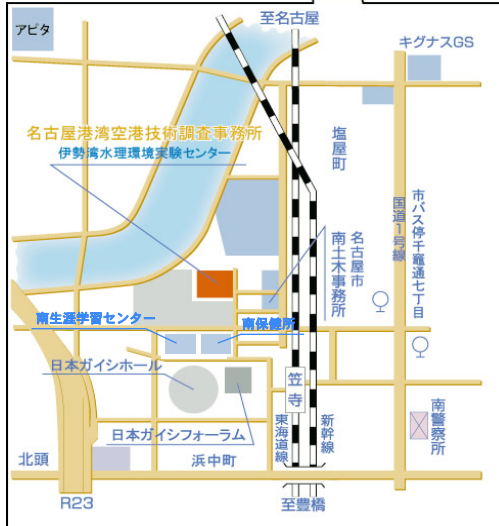 アピタ
至名古屋
キグナスGS
名古屋港湾空港技術調査事務所
伊勢湾水理環境実験センター
塩屋町
国道1号線
市バス停千竈通七丁目
名古屋市
南土木事務所
南生涯学習センター
南保健所
日本ガイシホール
笠寺
日本ガイシフォーラム
東海道線
新幹線
南警察所
北頭
浜中町
R23
至豊橋